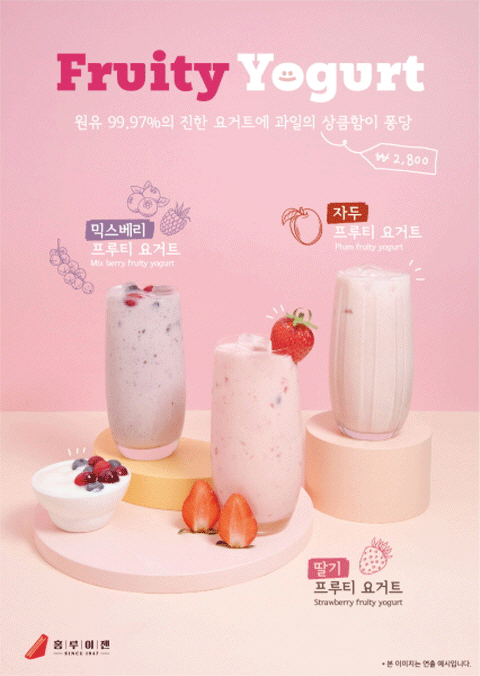 Fruity Yogurt
원유 99,97%의 진한 요거트에 과일의 상큼함이 퐁당
₩2,800
믹스베리
프루티 요거트
Mix berry fruity yogurt
자두
프루티 요거트
Plum fruity yogurt
딸기
프루티 요거트
Strawberry fruity yogurt
홍|루|이|젠
SINCE 1947
• 본 이미지는 연출 예시입니다.